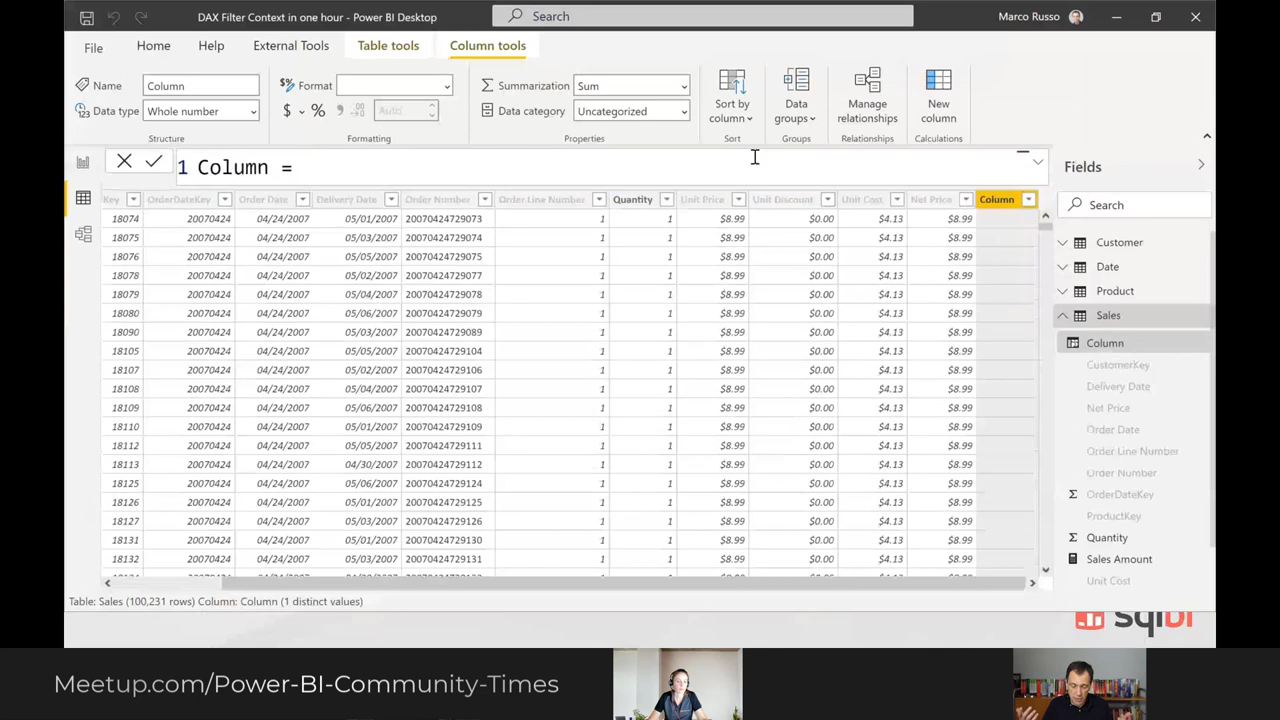 DAX Filter Context in one hour - Power BI Desktop
Search
Marco Russo
File Home Help External Tools Table tools Column tools
Name Column
Format
Summarization Sum
Data type Whole number
$ % , Auto
Data category Uncategorized
Sort by column
Data groups
Manage relationships
New column
Structure Formatting Properties Sort Groups Relationships Calculations
1 Column =
Fields
Search
Key OrderDateKey Order Date Delivery Date Order Number Order Line Number Quantity Unit Price Unit Discount Unit Cost Net Price Column
18074 20070424 04/24/2007 05/01/2007 20070424729073 1 1 $8.99 $0.00 $4.13 $8.99
18075 20070424 04/24/2007 05/03/2007 20070424729074 1 1 $8.99 $0.00 $4.13 $8.99
18076 20070424 04/24/2007 05/05/2007 20070424729075 1 1 $8.99 $0.00 $4.13 $8.99
18078 20070424 04/24/2007 05/02/2007 20070424729077 1 1 $8.99 $0.00 $4.13 $8.99
18079 20070424 04/24/2007 05/04/2007 20070424729078 1 1 $8.99 $0.00 $4.13 $8.99
18080 20070424 04/24/2007 05/06/2007 20070424729079 1 1 $8.99 $0.00 $4.13 $8.99
18090 20070424 04/24/2007 05/03/2007 20070424729089 1 1 $8.99 $0.00 $4.13 $8.99
18105 20070424 04/24/2007 05/05/2007 20070424729104 1 1 $8.99 $0.00 $4.13 $8.99
18107 20070424 04/24/2007 05/02/2007 20070424729106 1 1 $8.99 $0.00 $4.13 $8.99
18108 20070424 04/24/2007 05/04/2007 20070424729107 1 1 $8.99 $0.00 $4.13 $8.99
18109 20070424 04/24/2007 05/06/2007 20070424729108 1 1 $8.99 $0.00 $4.13 $8.99
18110 20070424 04/24/2007 05/01/2007 20070424729109 1 1 $8.99 $0.00 $4.13 $8.99
18112 20070424 04/24/2007 05/05/2007 20070424729111 1 1 $8.99 $0.00 $4.13 $8.99
18113 20070424 04/24/2007 04/30/2007 20070424729112 1 1 $8.99 $0.00 $4.13 $8.99
18125 20070424 04/24/2007 05/06/2007 20070424729124 1 1 $8.99 $0.00 $4.13 $8.99
18126 20070424 04/24/2007 05/01/2007 20070424729125 1 1 $8.99 $0.00 $4.13 $8.99
18127 20070424 04/24/2007 05/03/2007 20070424729126 1 1 $8.99 $0.00 $4.13 $8.99
18131 20070424 04/24/2007 05/01/2007 20070424729130 1 1 $8.99 $0.00 $4.13 $8.99
18132 20070424 04/24/2007 05/03/2007 20070424729131 1 1 $8.99 $0.00 $4.13 $8.99
Customer
Date
Product
Sales
Column
CustomerKey
Delivery Date
Net Price
Order Date
Order Line Number
Order Number
OrderDateKey
ProductKey
Quantity
Sales Amount
Unit Cost
Table: Sales (100,231 rows) Column: Column (1 distinct values)
sqlbi
Meetup.com/Power-BI-Community-Times